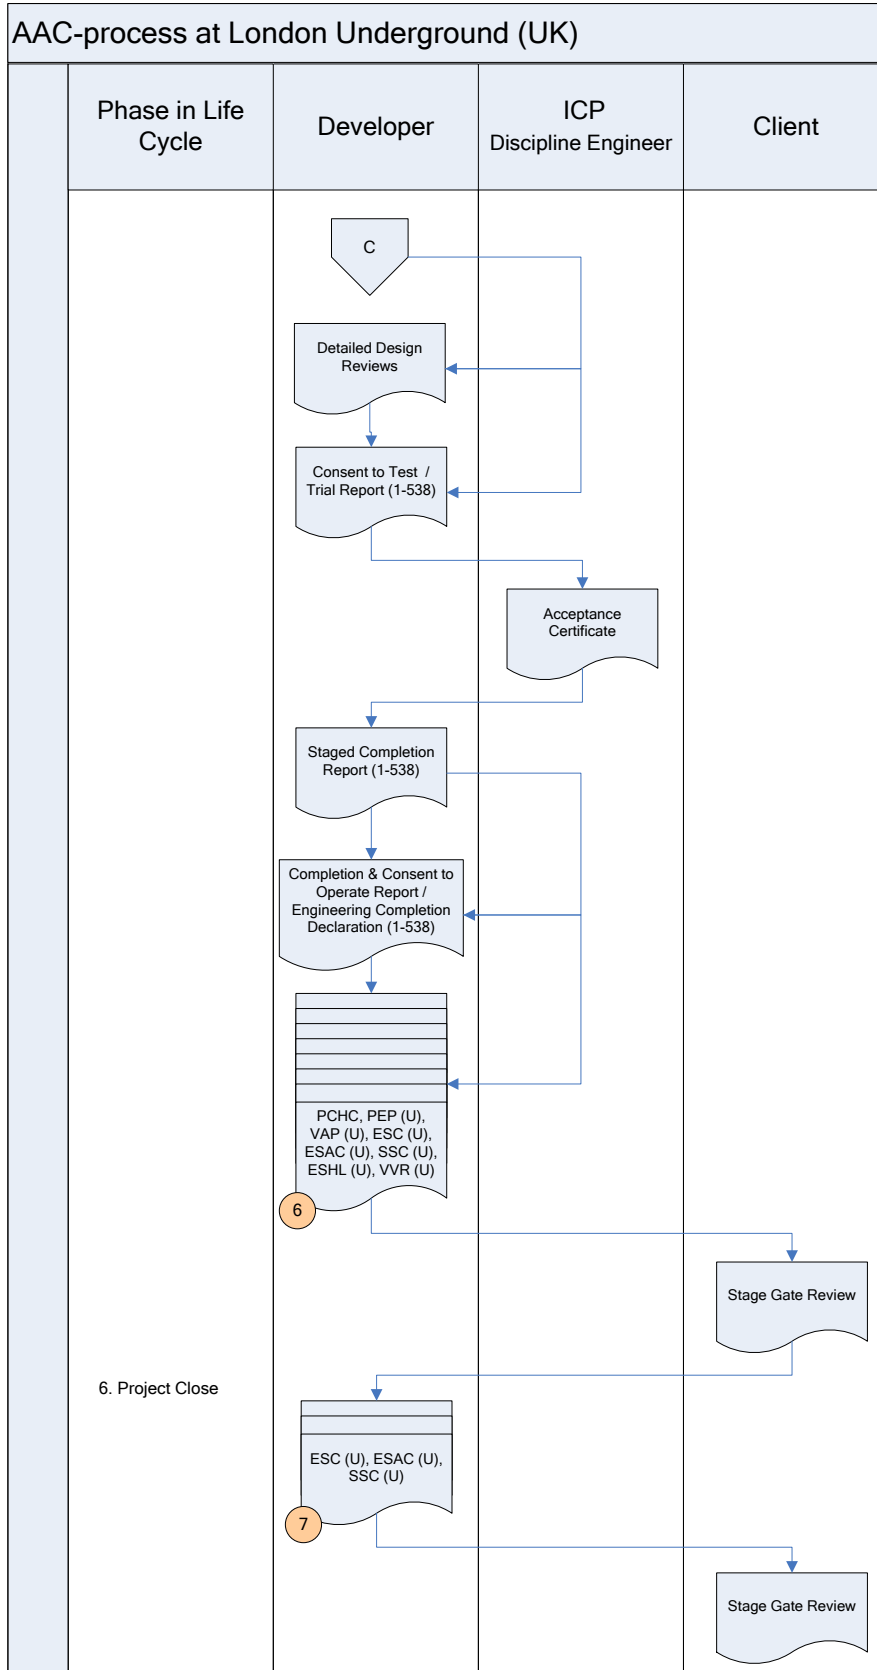 AAC-process at London Underground (UK)
Phase in Life
Cycle
Developer
ICP
Discipline Engineer
Client
C
Detailed Design
Reviews
Consent to Test /
Trial Report (1-538)
Acceptance
Certificate
Staged Completion
Report (1-538)
Completion & Consent to
Operate Report /
Engineering Completion
Declaration (1-538)
PCHC, PEP (U),
VAP (U), ESC (U),
ESAC (U), SSC (U),
ESHL (U), VVR (U)
6
Stage Gate Review
6. Project Close
ESC (U), ESAC (U),
SSC (U)
7
Stage Gate Review